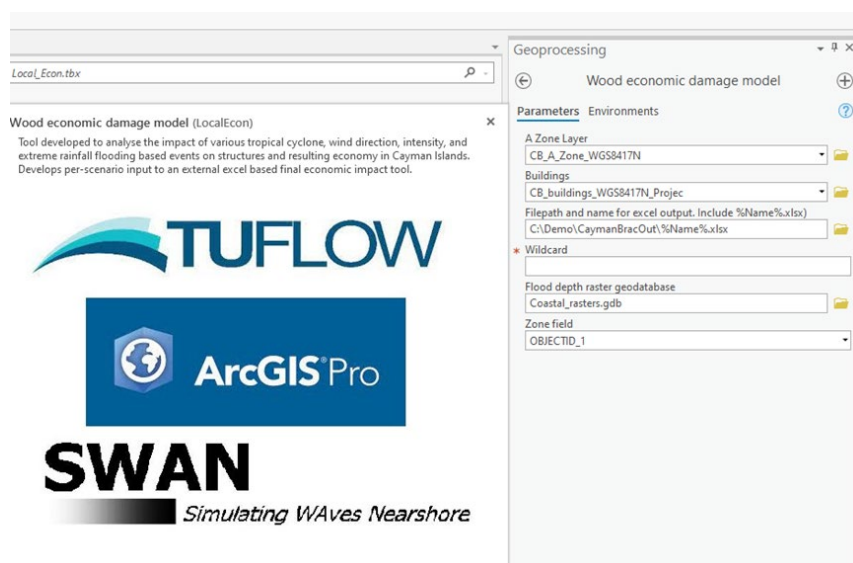 Local_Econ.tbx
Wood economic damage model (LocalEcon)
Tool developed to analyse the impact of various tropical cyclone, wind direction, intensity, and
extreme rainfall flooding based events on structures and resulting economy in Cayman Islands.
Develops per-scenario input to an external excel based final economic impact tool.
TUFLOW
ArcGIS® Pro
SWAN
Simulating WAves Nearshore
Geoprocessing
Wood economic damage model
Parameters Environments
A Zone Layer
CB_A_Zone_WGS8417N
Buildings
CB_buildings_WGS8417N_Projec
Filepath and name for excel output. Include %Name%.xlsx)
C:\Demo\CaymanBracOut\%Name%.xlsx
* Wildcard
Flood depth raster geodatabase
Coastal_rasters.gdb
Zone field
OBJECTID_1